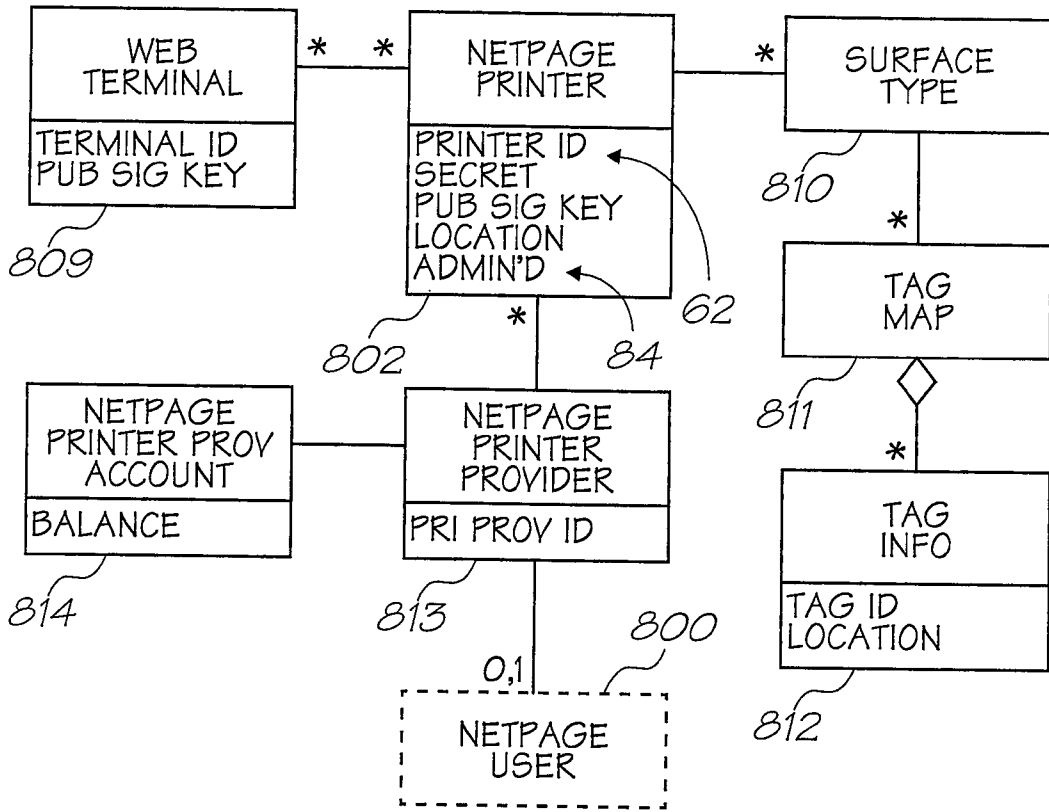 WEB
TERMINAL
TERMINAL ID
PUB SIG KEY
809
*
*
NETPAGE
PRINTER
PRINTER ID
SECRET
PUB SIG KEY
LOCATION
ADMIN'D
802
62
84
*
*
SURFACE
TYPE
810
*
TAG
MAP
811
*
TAG
INFO
TAG ID
LOCATION
812
NETPAGE
PRINTER PROV
ACCOUNT
BALANCE
814
NETPAGE
PRINTER
PROVIDER
PRI PROV ID
813
0,1
800
NETPAGE
USER